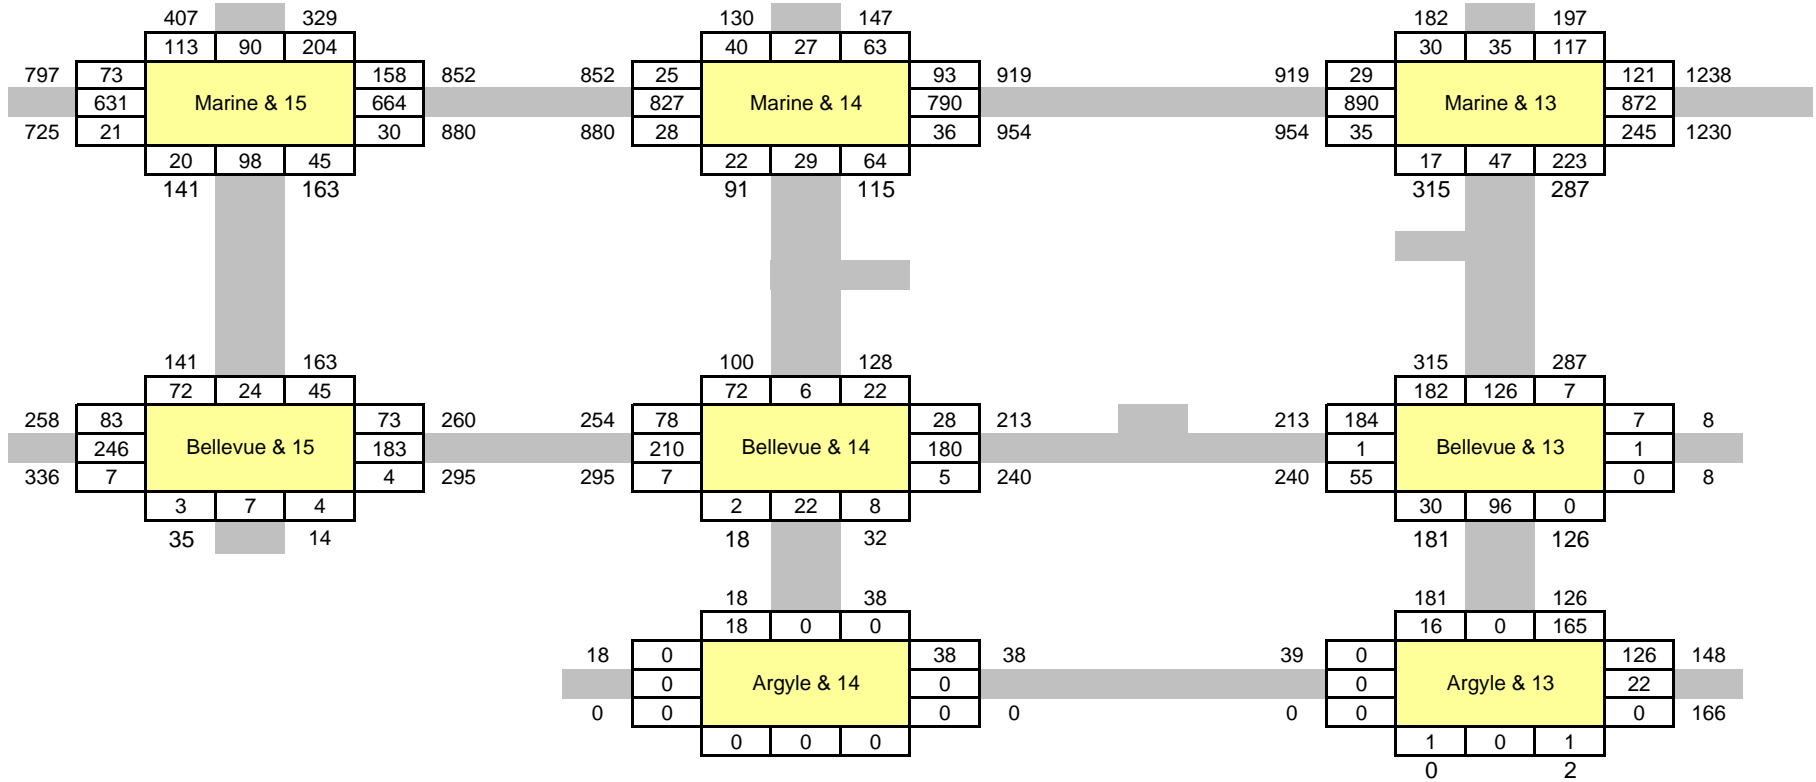 407 329 130 147 182 197
113 90 204 40 27 63 30 35 117
797 73 158 852 852 25 93 919 919 29 121 1238
631 Marine & 15 664 827 Marine & 14 790 890 Marine & 13 872
725 21 30 880 880 28 36 954 954 35 245 1230
20 98 45 22 29 64 17 47 223
141 163 91 115 315 287
141 163 100 128 315 287
72 24 45 72 6 22 182 126 7
258 83 73 260 254 78 28 213 213 184 7 8
246 Bellevue & 15 183 210 Bellevue & 14 180 1 Bellevue & 13 1
336 7 4 295 295 7 5 240 240 55 0 8
3 7 4 2 22 8 30 96 0
35 14 18 32 181 126
18 38 181 126
18 0 0 16 0 165
18 0 38 38 39 0 126 148
0 Argyle & 14 0 0 Argyle & 13 22
0 0 0 0 0 0 0 166
0 0 0 1 0 1
0 2